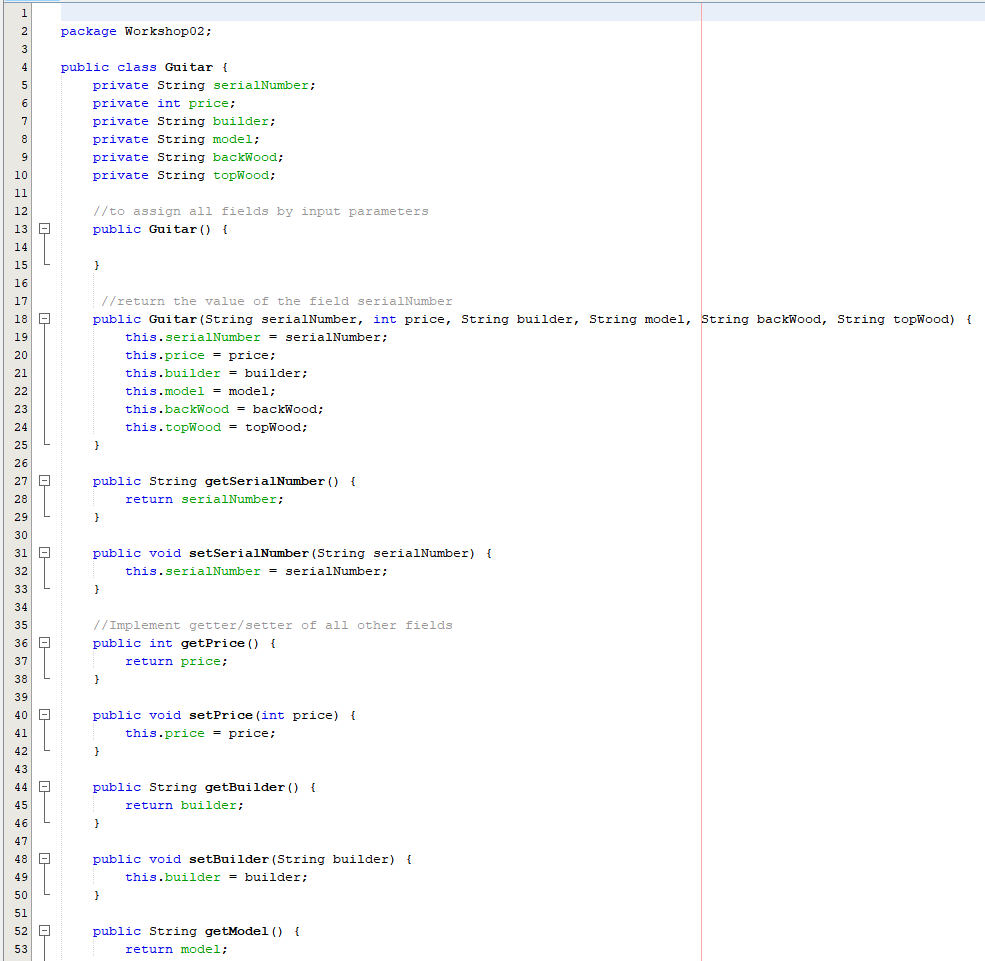 1
2 package Workshop02;
3
4 public class Guitar {
5 private String serialNumber;
6 private int price;
7 private String builder;
8 private String model;
9 private String backWood;
10 private String topWood;
11
12 //to assign all fields by input parameters
13 public Guitar() {
14
15 }
16
17 //return the value of the field serialNumber
18 public Guitar(String serialNumber, int price, String builder, String model, String backWood, String topWood) {
19 this.serialNumber = serialNumber;
20 this.price = price;
21 this.builder = builder;
22 this.model = model;
23 this.backWood = backWood;
24 this.topWood = topWood;
25 }
26
27 public String getSerialNumber() {
28 return serialNumber;
29 }
30
31 public void setSerialNumber(String serialNumber) {
32 this.serialNumber = serialNumber;
33 }
34
35 //Implement getter/setter of all other fields
36 public int getPrice() {
37 return price;
38 }
39
40 public void setPrice(int price) {
41 this.price = price;
42 }
43
44 public String getBuilder() {
45 return builder;
46 }
47
48 public void setBuilder(String builder) {
49 this.builder = builder;
50 }
51
52 public String getModel() {
53 return model;